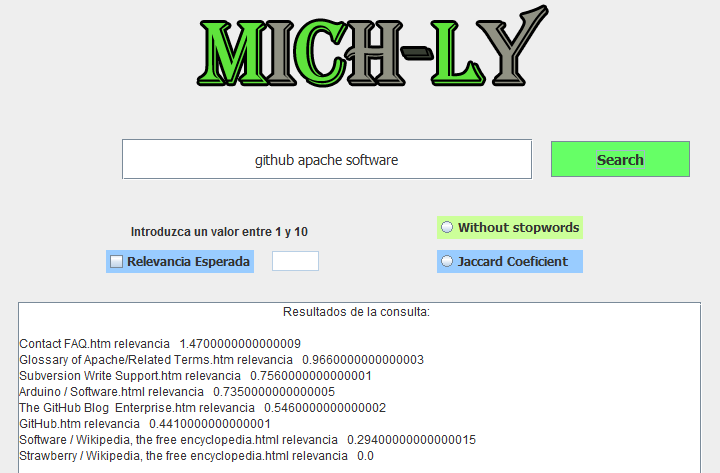 MICH-LY
github apache software
Search
Introduzca un valor entre 1 y 10
Without stopwords
Relevancia Esperada
Jaccard Coeficient
Resultados de la consulta:
Contact FAQ.htm relevancia 1.4700000000000009
Glossary of Apache/Related Terms.htm relevancia 0.9660000000000003
Subversion Write Support.htm relevancia 0.7560000000000001
Arduino / Software.html relevancia 0.7350000000000005
The GitHub Blog Enterprise.htm relevancia 0.5460000000000002
GitHub.htm relevancia 0.4410000000000001
Software / Wikipedia, the free encyclopedia.html relevancia 0.29400000000000015
Strawberry / Wikipedia, the free encyclopedia.html relevancia 0.0